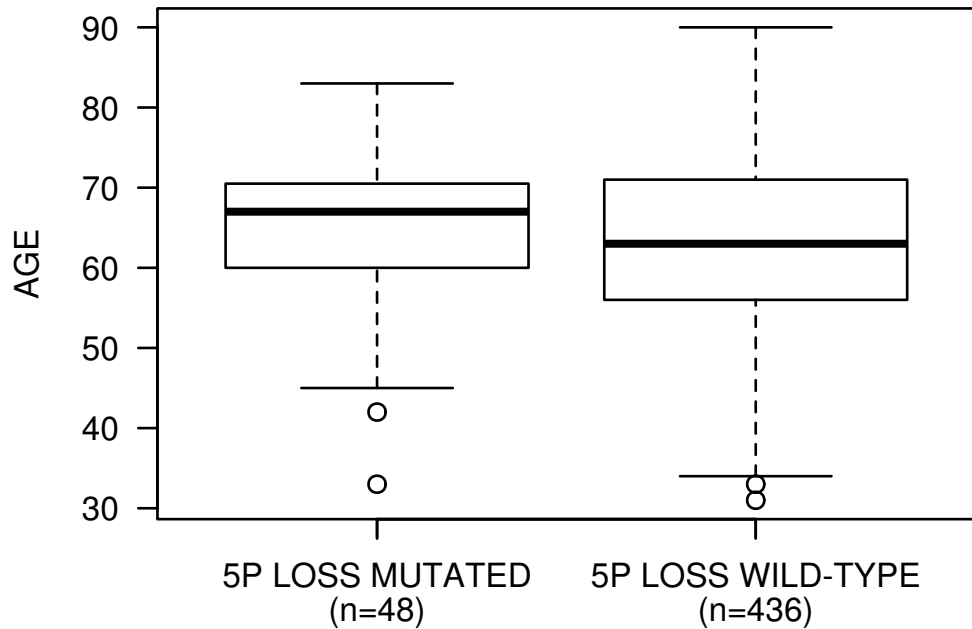 90
80
70
60
50
40
30
AGE
5P LOSS MUTATED
(n=48)
5P LOSS WILD-TYPE
(n=436)